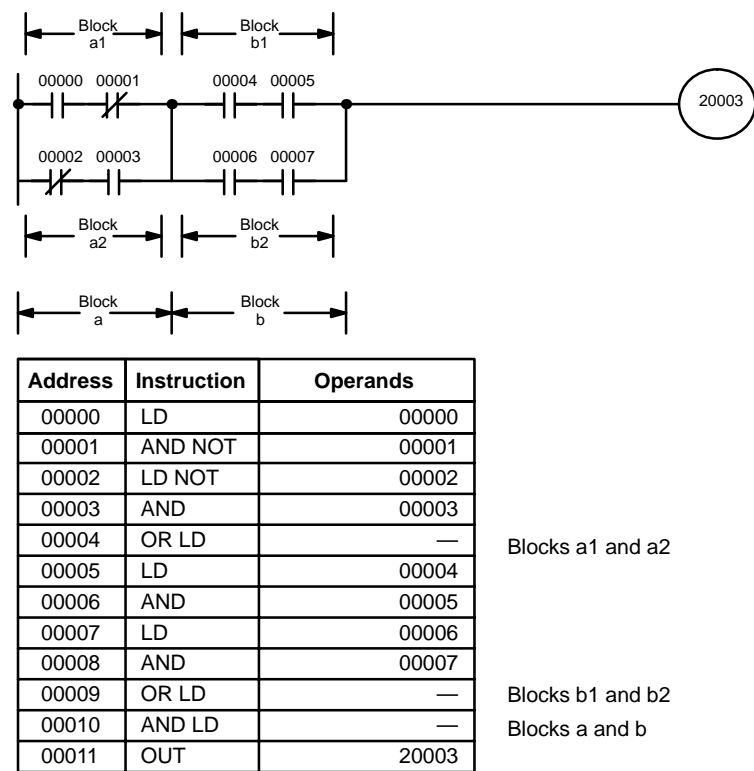 Block
a1
Block
b1
00000 00001
00004 00005
20003
00002 00003
00006 00007
Block
a2
Block
b2
Block
a
Block
b
Address Instruction Operands
00000 LD 00000
00001 AND NOT 00001
00002 LD NOT 00002
00003 AND 00003
00004 OR LD — Blocks a1 and a2
00005 LD 00004
00006 AND 00005
00007 LD 00006
00008 AND 00007
00009 OR LD — Blocks b1 and b2
00010 AND LD — Blocks a and b
00011 OUT 20003